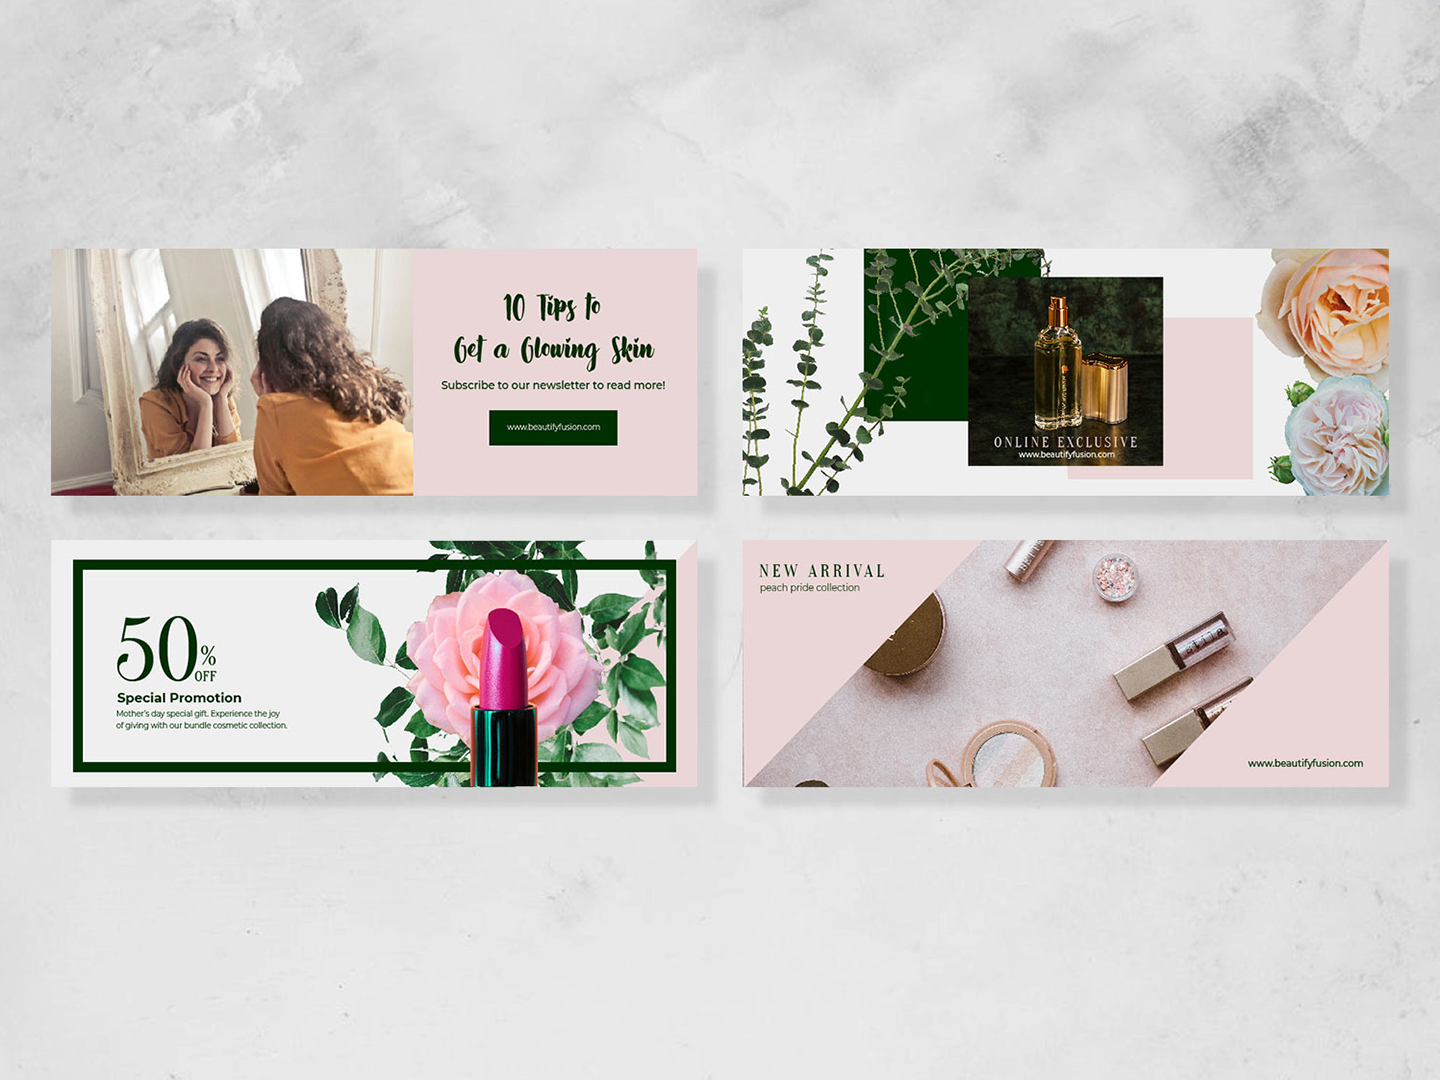 10 Tips to
Get a Glowing Skin
Subscribe to our newsletter to read more!
www.beautifyfusion.com
ONLINE EXCLUSIVE
www.beautifyfusion.com
50%
OFF
Special Promotion
Mother's day special gift. Experience the joy
of giving with our bundle cosmetic collection.
NEW ARRIVAL
peach pride collection
www.beautifyfusion.com